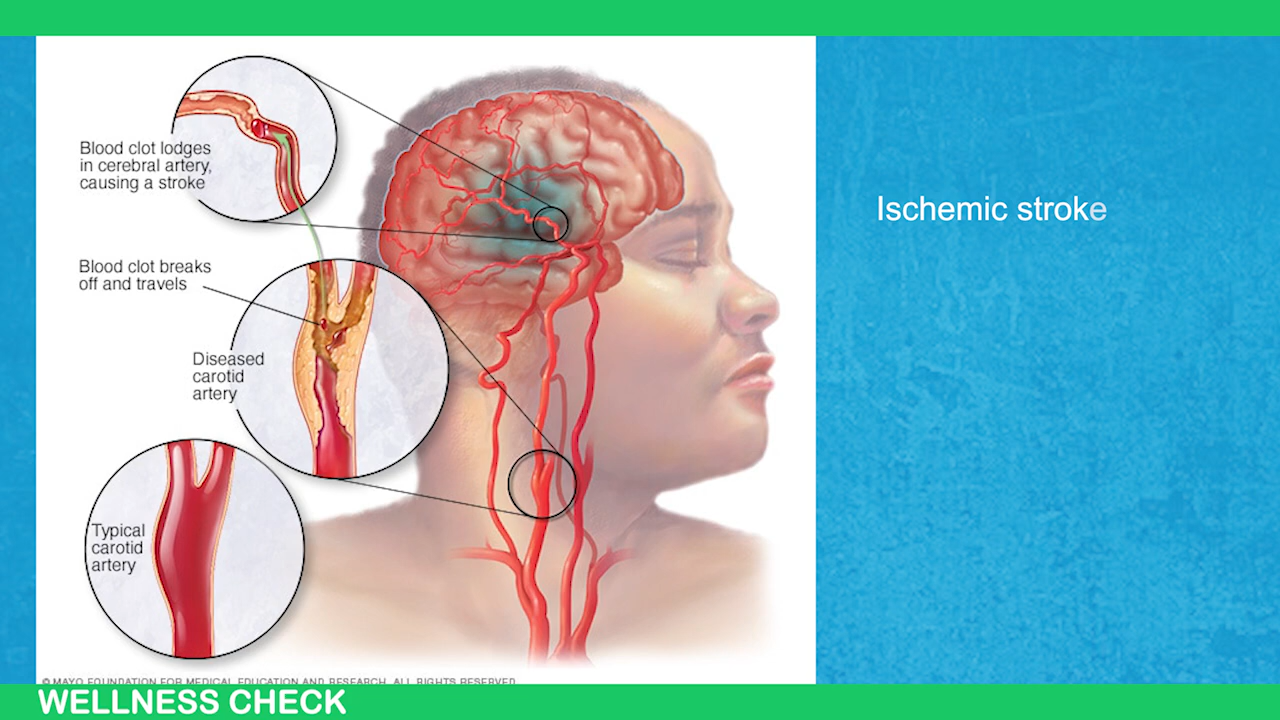 Blood clot lodges
in cerebral artery,
causing a stroke
Ischemic stroke
Blood clot breaks
off and travels
Diseased
carotid
artery
Typical
carotid
artery
© MAYO FOUNDATION FOR MEDICAL EDUCATION AND RESEARCH. ALL RIGHTS RESERVED.
WELLNESS CHECK